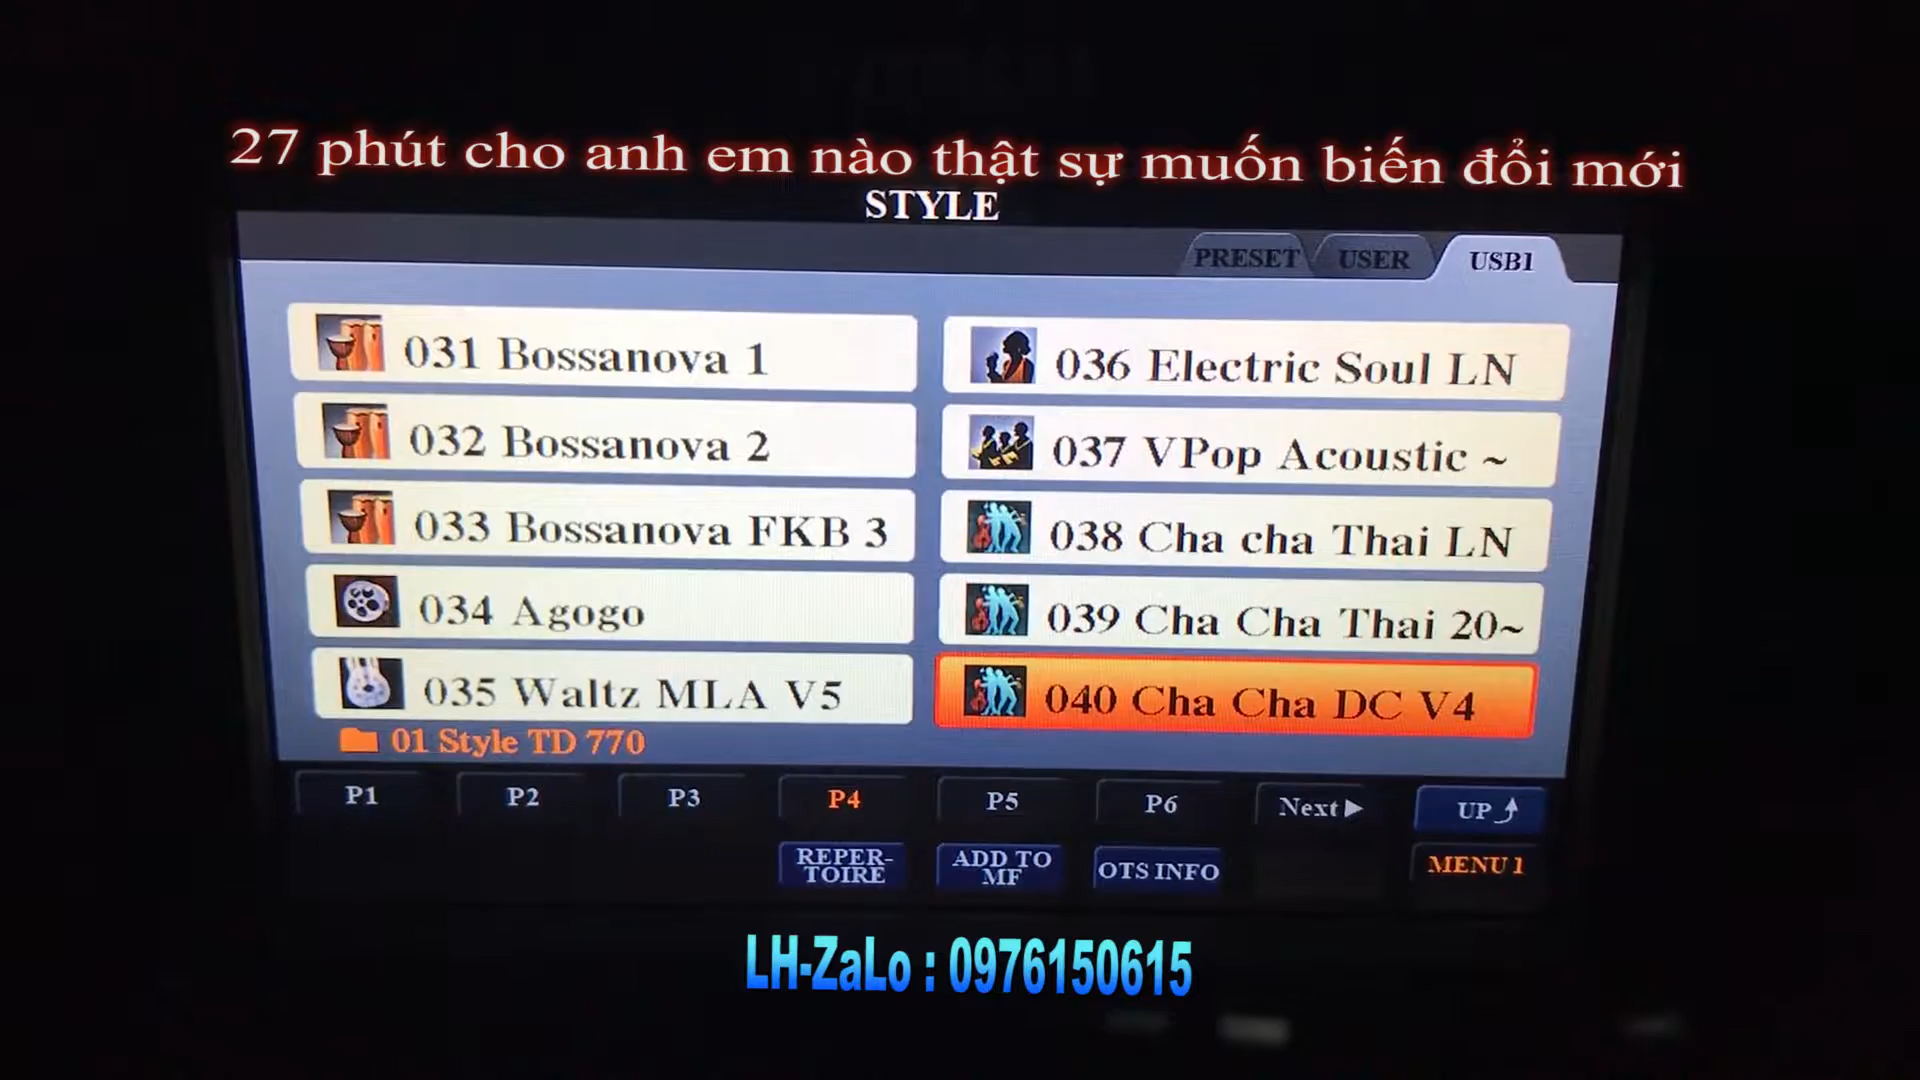 27 phút cho anh em nào thật sự muốn biến đổi mới
STYLE
PRESET USER USB1
031 Bossanova 1
032 Bossanova 2
033 Bossanova FKB 3
034 Agogo
035 Waltz MLA V5
036 Electric Soul LN
037 VPop Acoustic ~
038 Cha cha Thai LN
039 Cha Cha Thai 20~
040 Cha Cha DC V4
01 Style TD 770
P1 P2 P3 P4 P5 P6 Next UP
REPER-
TOIRE
ADD TO
MF
OTS INFO
MENU 1
LH-ZaLo : 0976150615